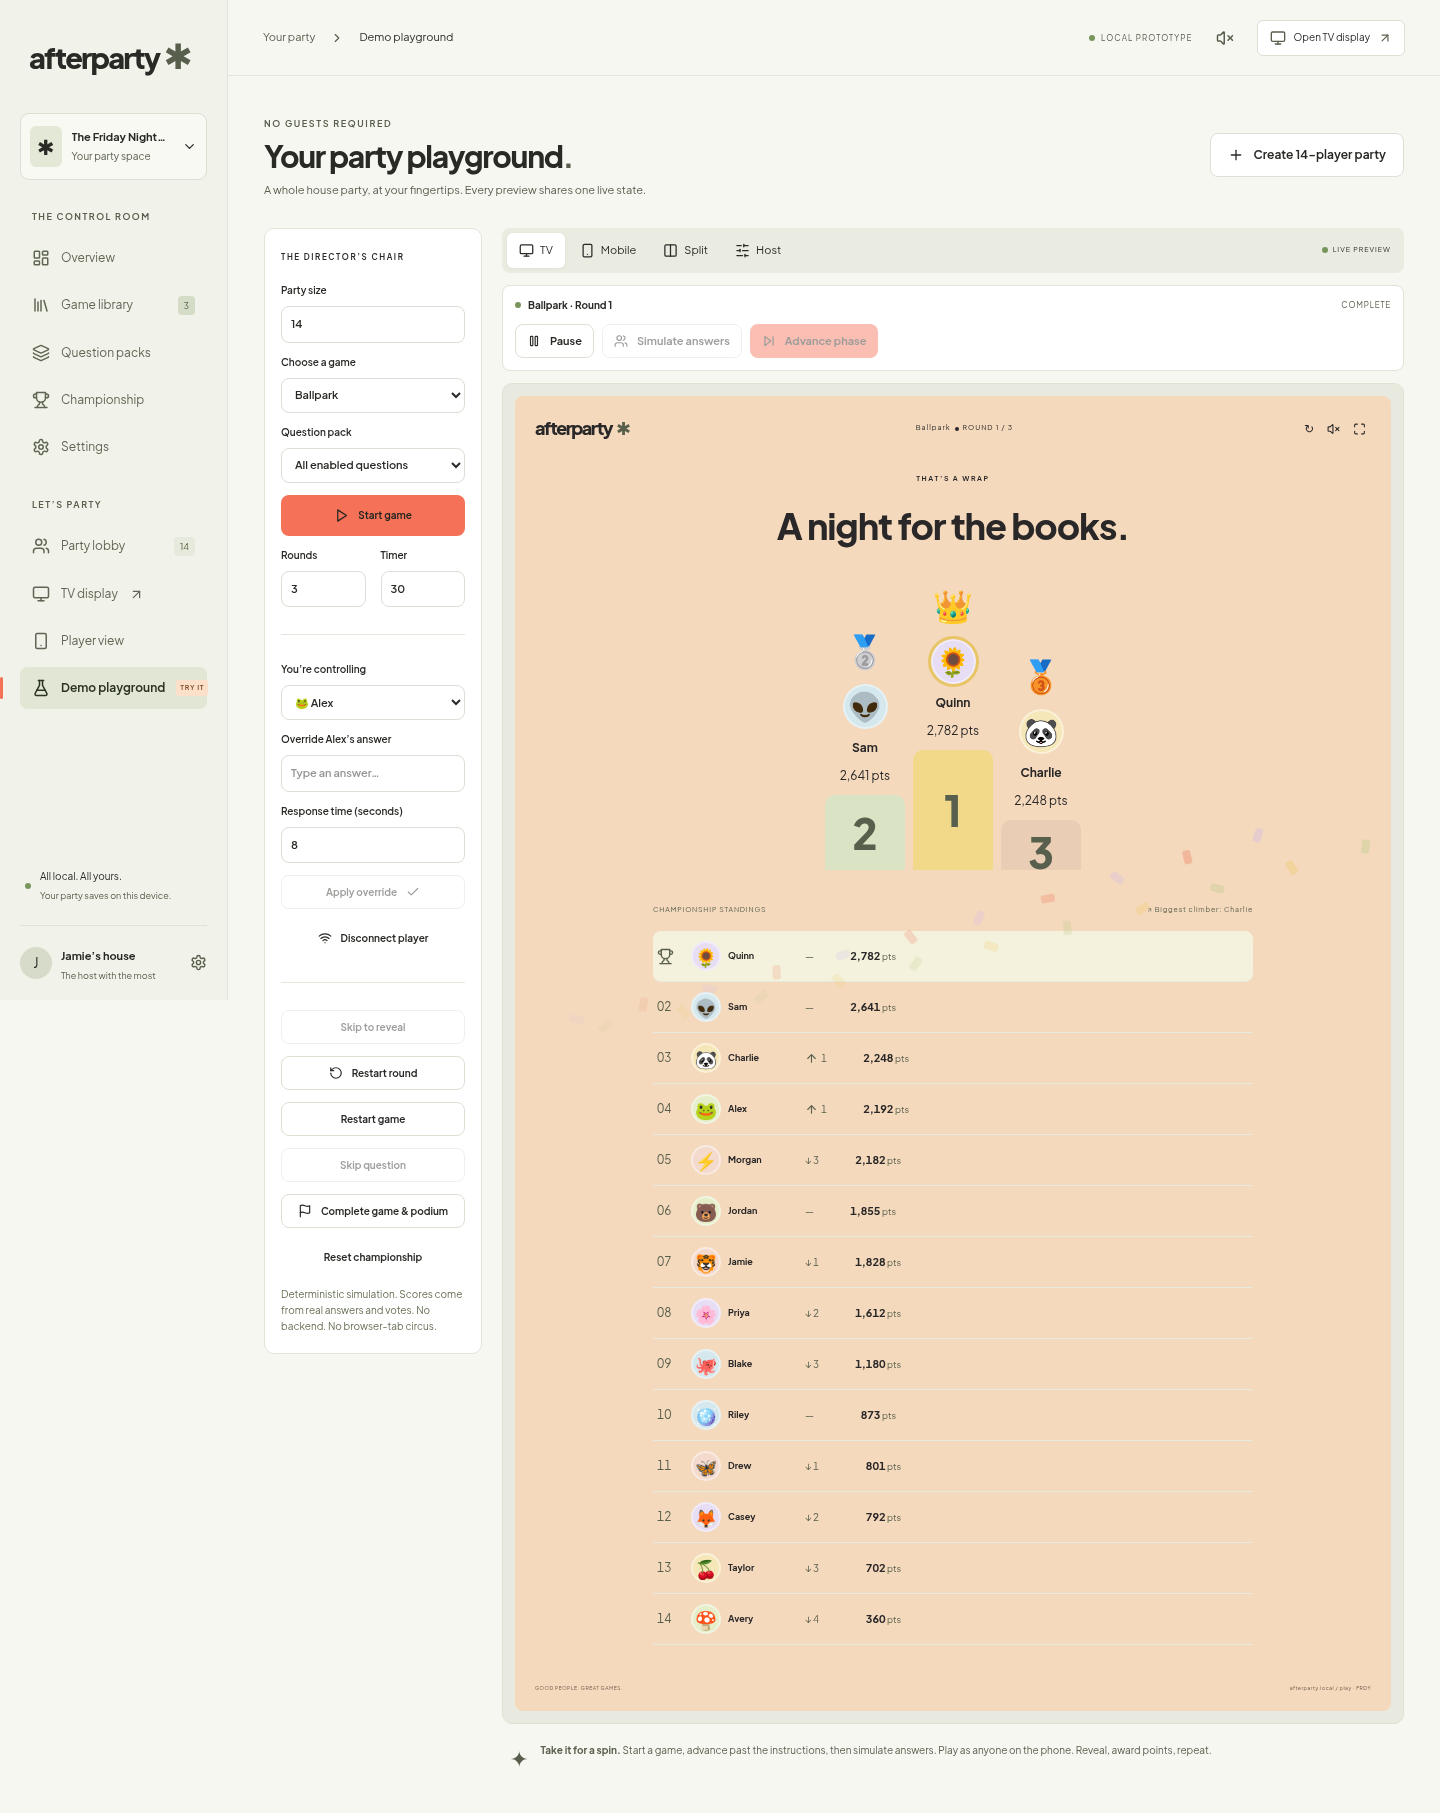 afterparty
The Friday Night...
Your party space
THE CONTROL ROOM
Overview
Game library 3
Question packs
Championship
Settings
LET'S PARTY
Party lobby 14
TV display
Player view
Demo playground TRY IT
All local. All yours.
Your party saves on this device.
J Jamie's house
The host with the most
Your party Demo playground
LOCAL PROTOTYPE
Open TV display
NO GUESTS REQUIRED
Your party playground.
A whole house party, at your fingertips. Every preview shares one live state.
Create 14-player party
THE DIRECTOR'S CHAIR
Party size
14
Choose a game
Ballpark
Question pack
All enabled questions
Start game
Rounds Timer
3 30
You're controlling
Alex
Override Alex's answer
Type an answer...
Response time (seconds)
8
Apply override
Disconnect player
Skip to reveal
Restart round
Restart game
Skip question
Complete game & podium
Reset championship
Deterministic simulation. Scores come
from real answers and votes. No
backend. No browser-tab circus.
TV Mobile Split Host
LIVE PREVIEW
Ballpark · Round 1 COMPLETE
Pause Simulate answers Advance phase
afterparty
Ballpark ROUND 1 / 3
THAT'S A WRAP
A night for the books.
Quinn
2,782 pts
1
Sam
2,641 pts
2
Charlie
2,248 pts
3
CHAMPIONSHIP STANDINGS
Biggest climber: Charlie
Quinn — 2,782 pts
02 Sam — 2,641 pts
03 Charlie ↑ 1 2,248 pts
04 Alex ↑ 1 2,192 pts
05 Morgan ↓ 3 2,182 pts
06 Jordan — 1,855 pts
07 Jamie ↓ 1 1,828 pts
08 Priya ↓ 2 1,612 pts
09 Blake ↓ 3 1,180 pts
10 Riley — 873 pts
11 Drew ↓ 1 801 pts
12 Casey ↓ 2 792 pts
13 Taylor ↓ 3 702 pts
14 Avery ↓ 4 360 pts
GOOD PEOPLE. GREAT GAMES.
afterparty.local / play · FRDY
Take it for a spin. Start a game, advance past the instructions, then simulate answers. Play as anyone on the phone. Reveal, award points, repeat.